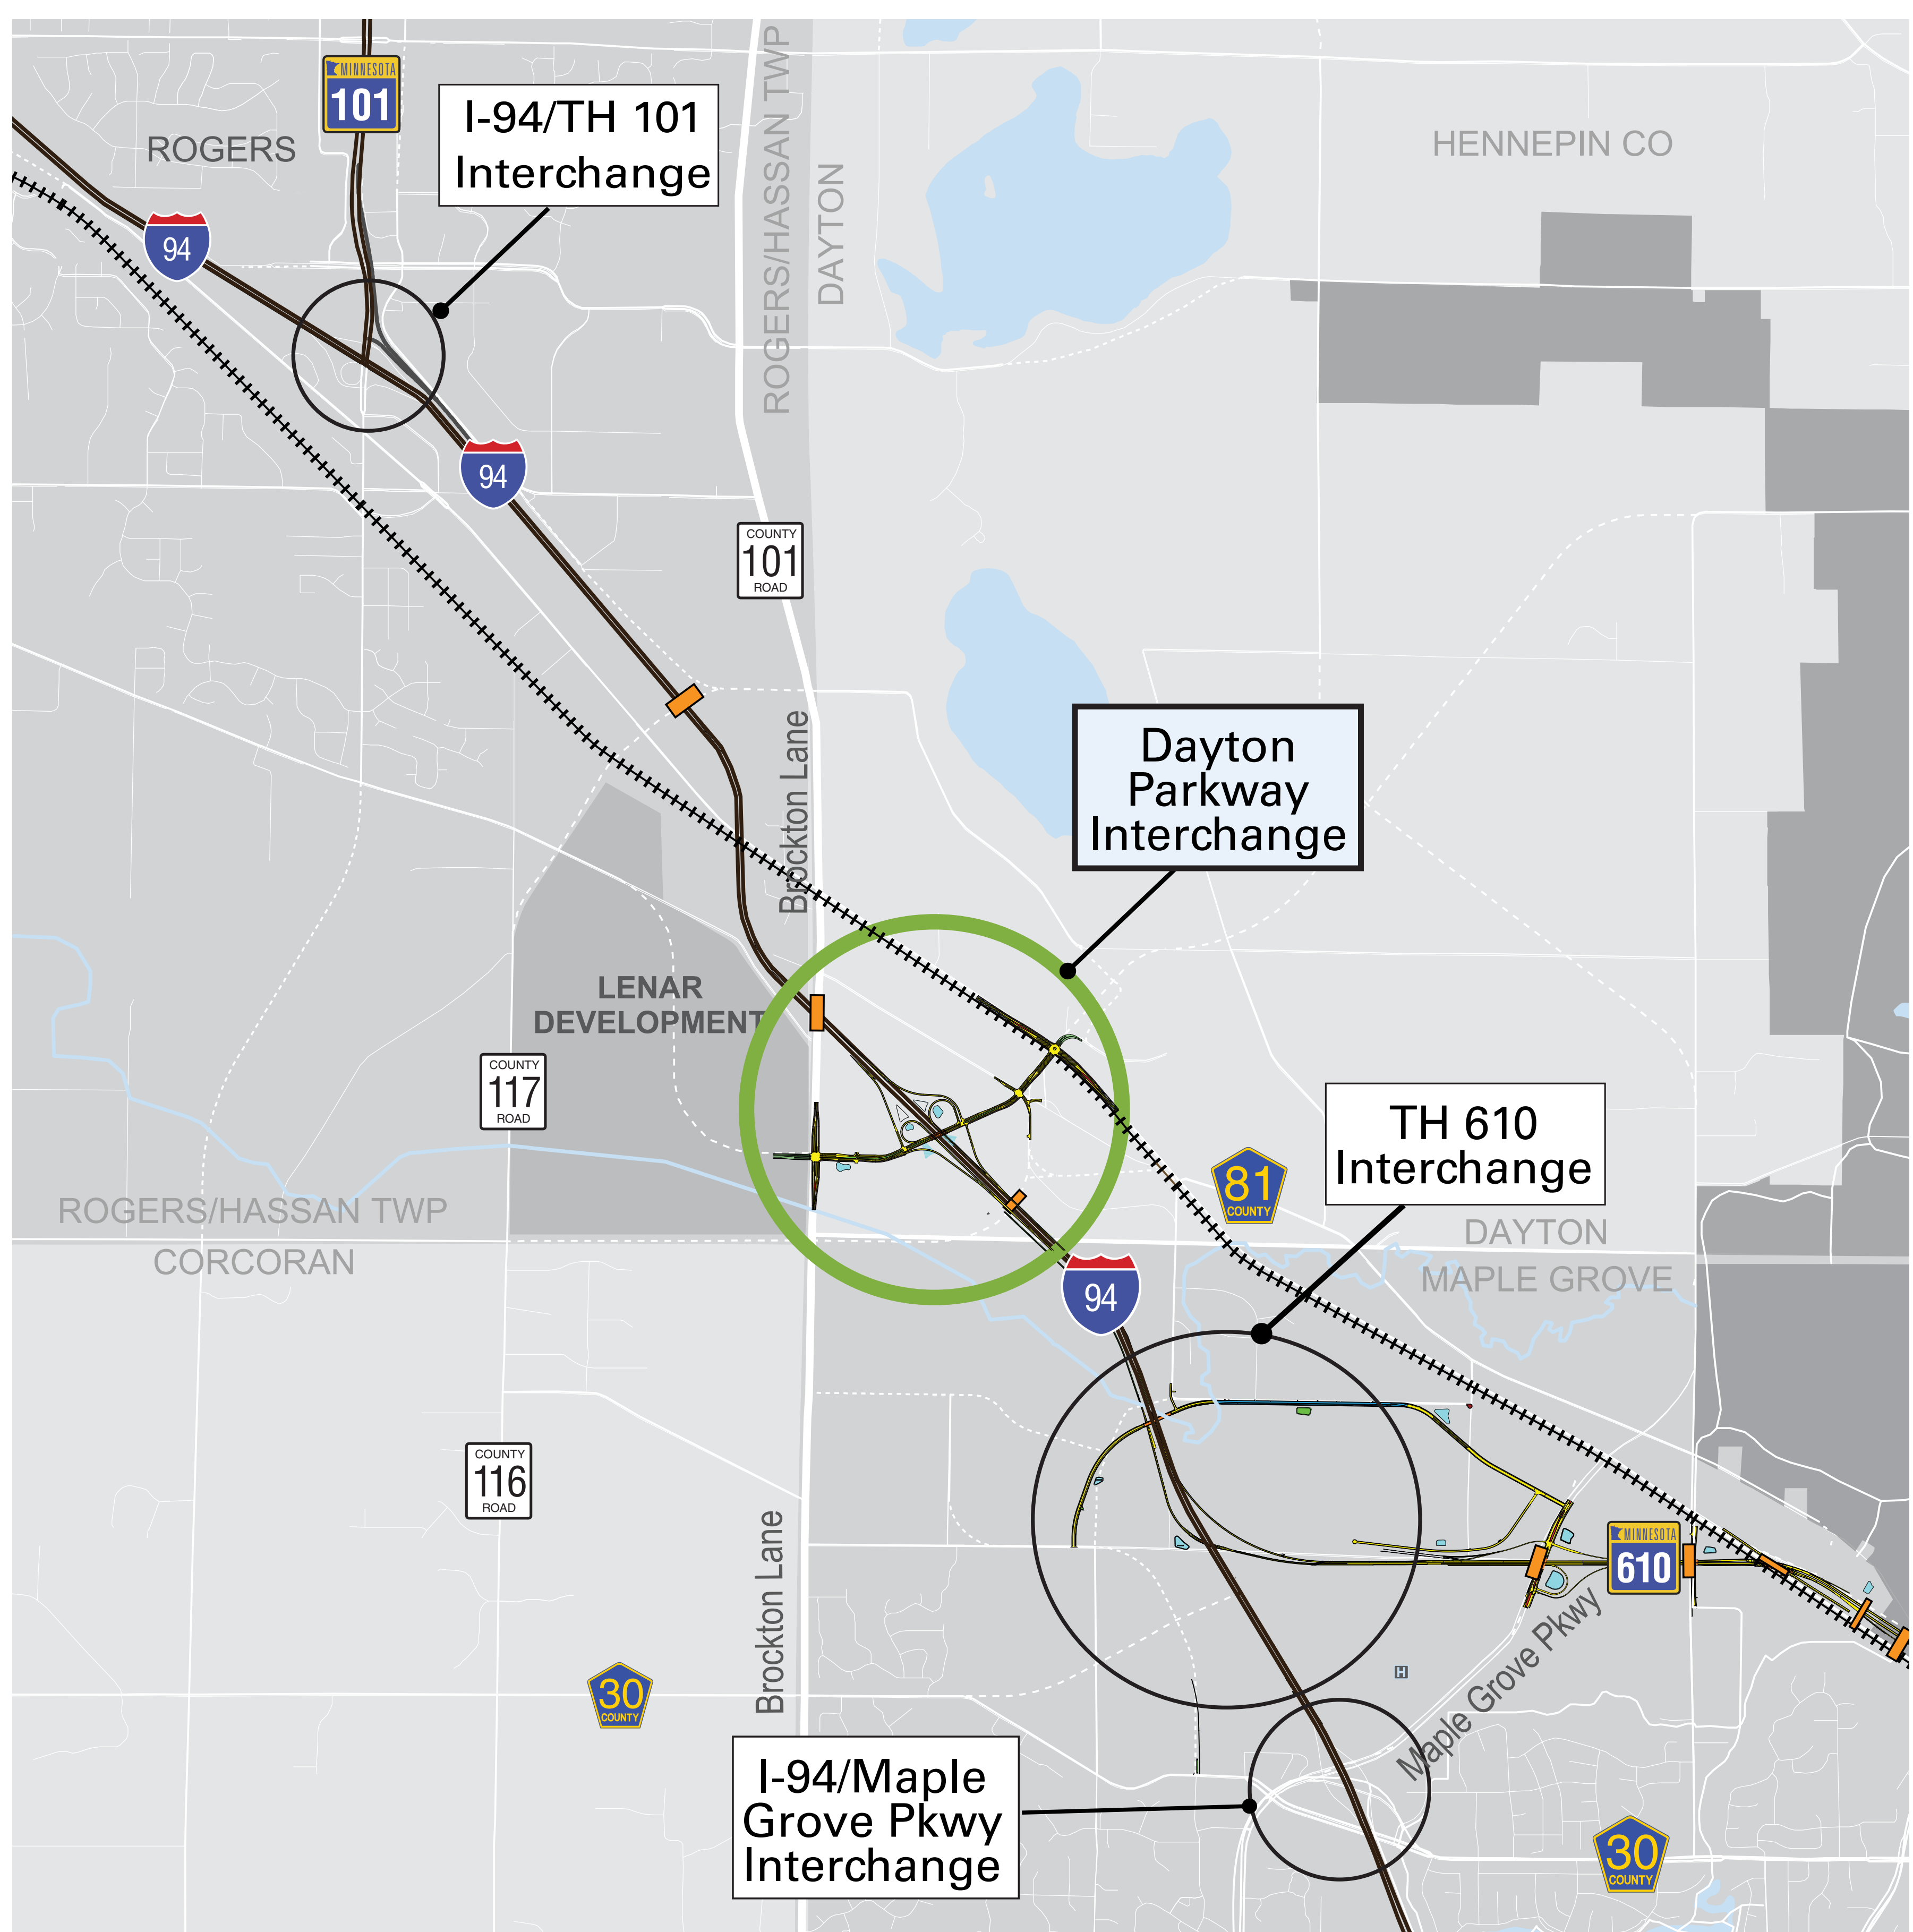 MINNESOTA
101
I-94/TH 101
Interchange
ROGERS
ROGERS/HASSAN TWP
DAYTON
HENNEPIN CO
94
94
COUNTY
101
ROAD
Brockton Lane
Dayton
Parkway
Interchange
LENAR
DEVELOPMENT
COUNTY
117
ROAD
TH 610
Interchange
81
COUNTY
ROGERS/HASSAN TWP
CORCORAN
DAYTON
MAPLE GROVE
94
COUNTY
116
ROAD
MINNESOTA
610
Brockton Lane
Maple Grove Pkwy
H
30
COUNTY
I-94/Maple
Grove Pkwy
Interchange
30
COUNTY